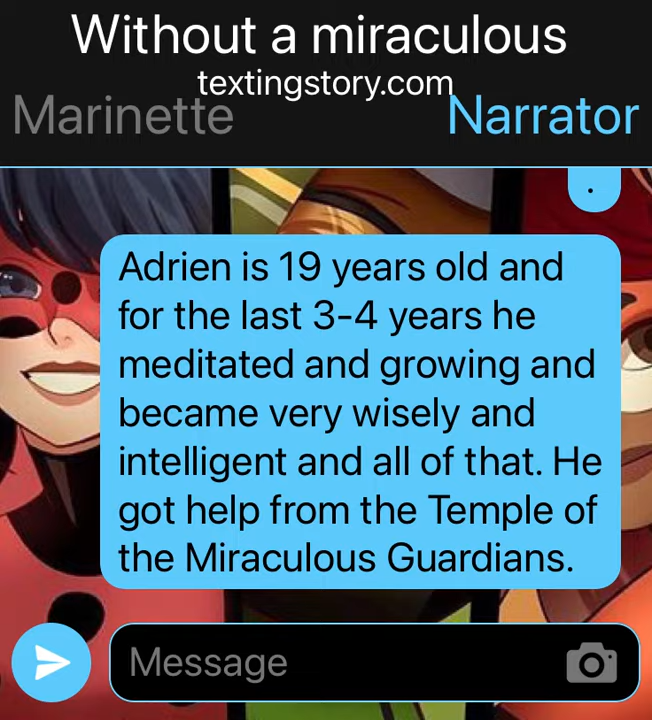 Without a miraculous
textingstory.com
Marinette Narrator
.
Adrien is 19 years old and
for the last 3-4 years he
meditated and growing and
became very wisely and
intelligent and all of that. He
got help from the Temple of
the Miraculous Guardians.
Message